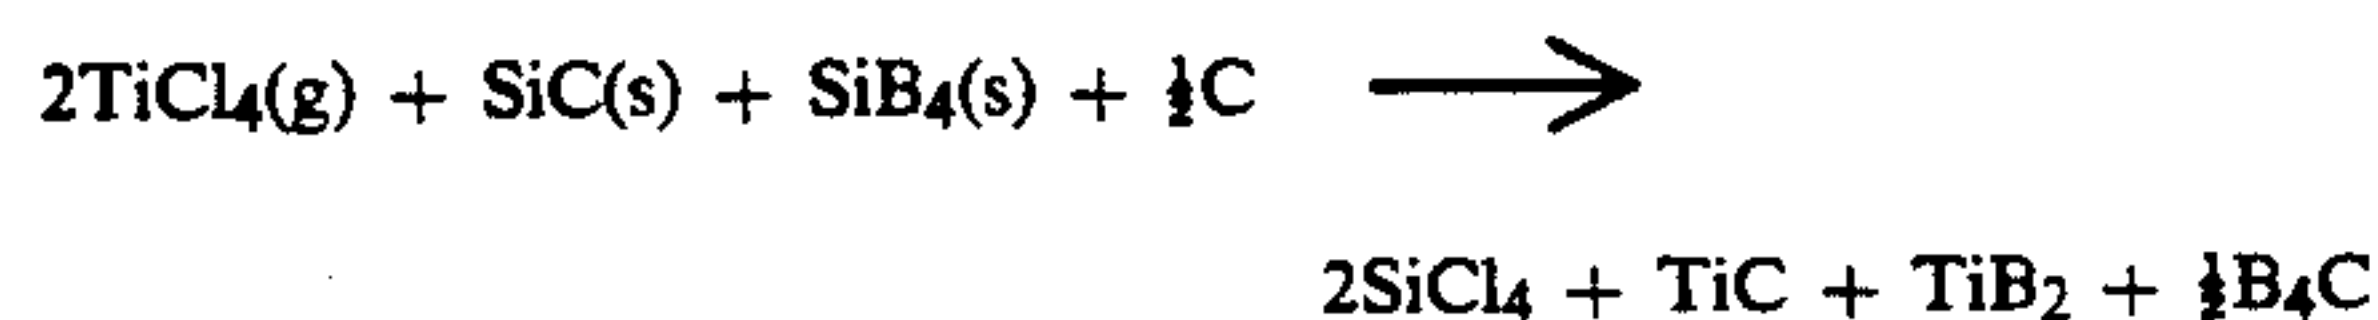 2TiCl₄(g) + SiC(s) + SiB₄(s) + ½C ⟶
2SiCl₄ + TiC + TiB₂ + ½B₄C